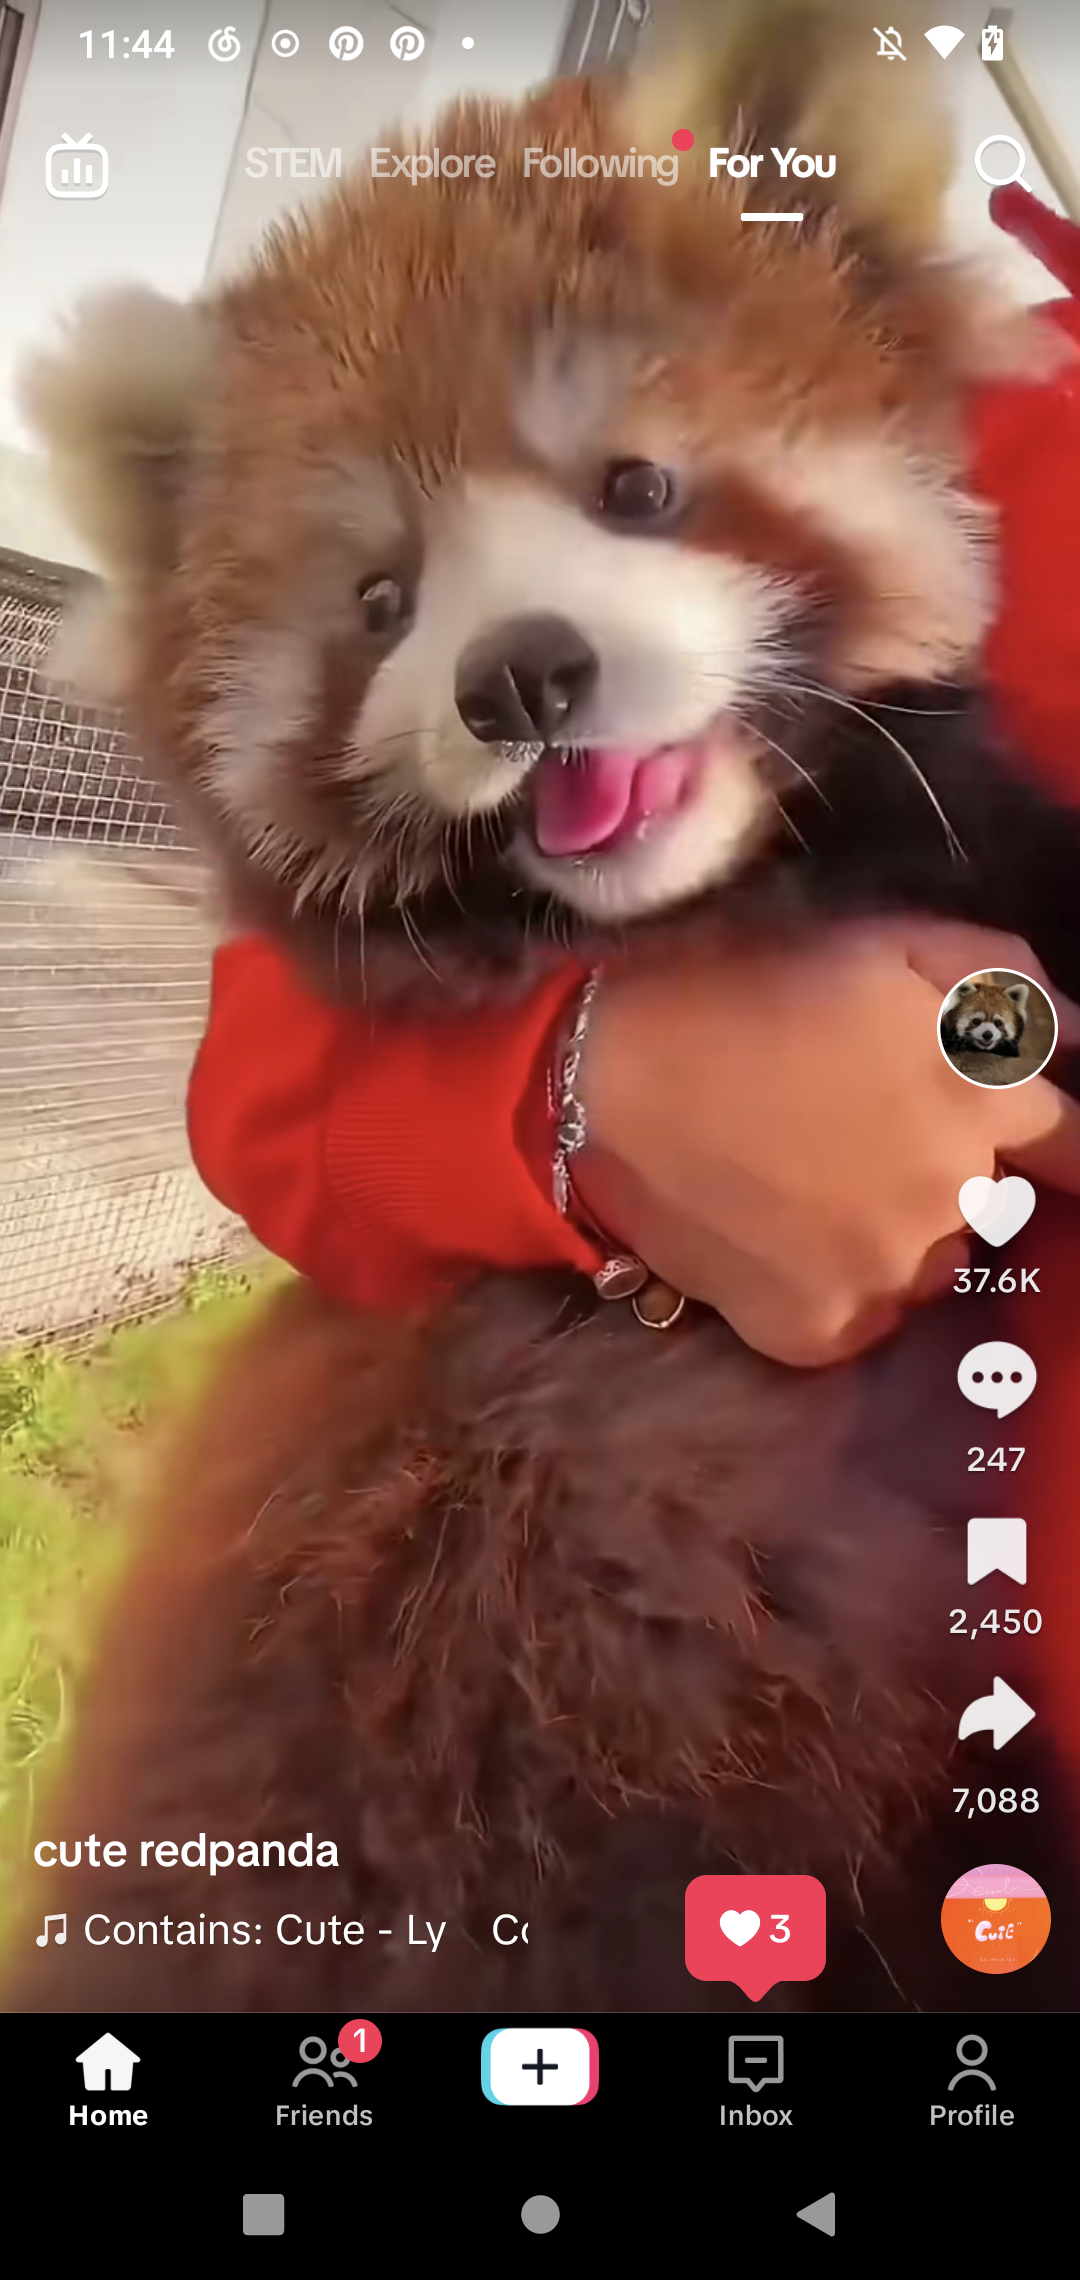 11:44
STEM Explore Following For You
37.6K
247
2,450
7,088
cute redpanda
Contains: Cute - Ly Co
"CUTE"
3
1
Home Friends Inbox Profile